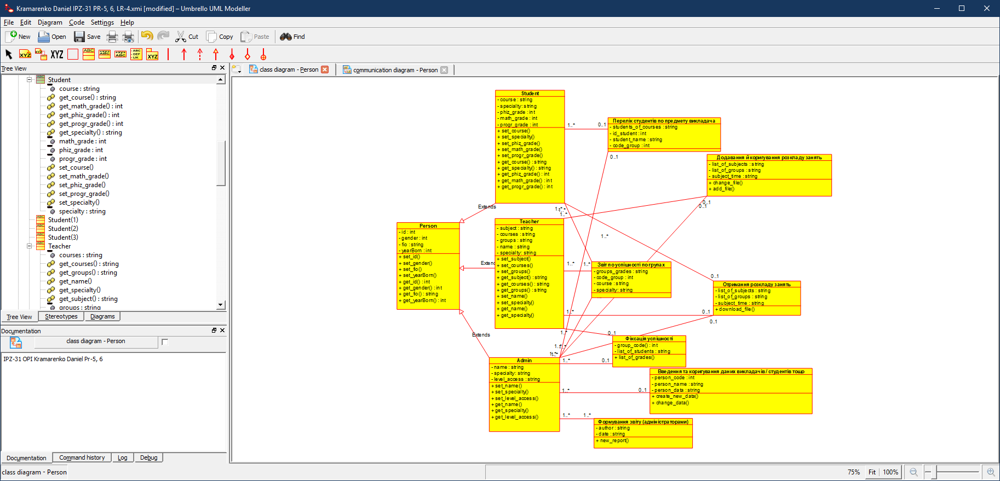 Kramarenko Daniel IPZ-31 PR-5, 6, LR-4.xmi [modified] – Umbrello UML Modeller
File Edit Diagram Code Settings Help
New Open Save Cut Copy Paste Find
Tree View
class diagram - Person
communication diagram - Person
Student
course : string
get_course() : string
get_math_grade() : int
get_phiz_grade() : int
get_progr_grade() : int
get_specialty() : string
math_grade : int
phiz_grade : int
progr_grade : int
set_course()
set_math_grade()
set_phiz_grade()
set_progr_grade()
set_specialty()
specialty : string
Student(1)
Student(2)
Student(3)
Teacher
courses : string
get_courses() : string
get_groups() : string
get_name()
get_specialty()
get_subject() : string
groups : string
Tree View Stereotypes Diagrams
Documentation
class diagram - Person
IPZ-31 OPI Kramarenko Daniel Pr-5, 6
Documentation Command history Log Debug
class diagram - Person
75% Fit 100%
Student
- course : string
- specialty: string
- phiz_grade : int
- math_grade : int
- progr_grade : int
+ set_course()
+ set_specialty()
+ set_phiz_grade()
+ set_math_grade()
+ set_progr_grade()
+ get_course() : string
+ get_specialty() : string
+ get_phiz_grade() : int
+ get_math_grade() : int
+ get_progr_grade() : int
1..*
0..1
Перелік студентів по предмету викладача
- students_of_courses : string
- id_student : int
- student_name : string
- code_group : int
0..1
Додавання й коригування розкладу занять
- list_of_subjects : string
- list_of_groups : string
- subject_time : string
+ change_file()
+ add_file()
0..1
0..1
Extends
1..*
1..*
1..*
Person
- id : int
- gender : int
- fio : string
- yearBorn : int
+ set_id()
+ set_gender()
+ set_fio()
+ set_yearBorn()
+ get_id() : int
+ get_gender() : int
+ get_fio() : string
+ get_yearBorn() : int
Extends
Teacher
- subject : string
- courses : string
- groups : string
- name : string
- specialty: string
+ set_subject()
+ set_courses()
+ set_groups()
+ get_subject() : string
+ get_courses() : string
+ get_groups() : string
+ set_name()
+ set_specialty()
+ get_name()
+ get_specialty()
1..*
1..*
1..*
Звіт по успішності по групах
- groups_grades : string
- code_group : int
- course : string
- specialty: string
0..1
Отримання розкладу занять
- list_of_subjects : string
- list_of_groups : string
- subject_time : string
+ download_file()
1..*
0..1
0..1
Extends
1..*
0..1
Фіксація успішності
- group_code() : int
- list_of_students : string
+ list_of_grades()
1..*
0..1
Admin
- name : string
- specialty: string
- level_access : string
+ set_name()
+ set_specialty()
+ set_level_access()
+ get_name()
+ get_specialty()
+ get_level_access()
1..*
0..1
Введення та коригування даних викладачів / студентів тощо
- person_code : int
- person_name : string
- person_data : string
+ create_new_data()
+ change_data()
1..*
1..*
Формування звіту (адміністраторами)
- author : string
- date : string
+ new_report()